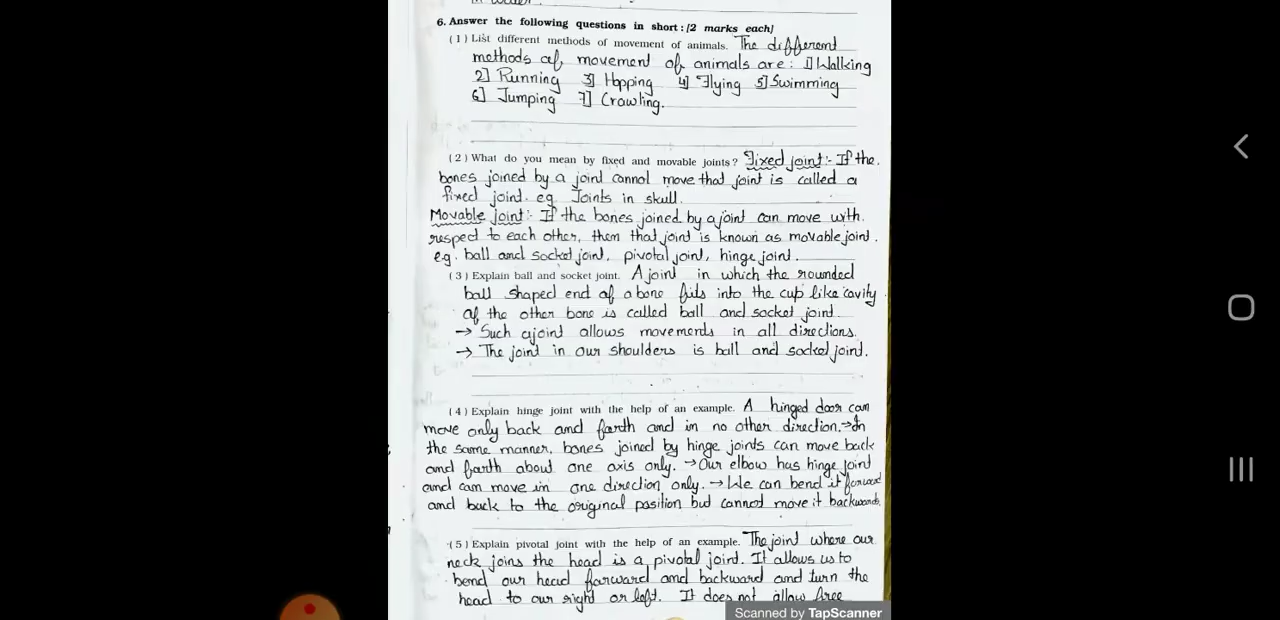 6. Answer the following questions in short : [2 marks each]
(1) List different methods of movement of animals. The different
methods of movement of animals are: 1] Walking
2] Running 3] Hopping 4] Flying 5] Swimming
6] Jumping 7] Crawling.
(2) What do you mean by fixed and movable joints? Fixed joint:- If the
bones joined by a joint cannot move that joint is called a
fixed joint. eg. Joints in skull.
Movable joint:- If the bones joined by a joint can move with
respect to each other, them that joint is known as movable joint.
e.g. ball and socket joint, pivotal joint, hinge joint.
(3) Explain ball and socket joint. A joint in which the rounded
ball shaped end of a bone fits into the cup like cavity
of the other bone is called ball and socket joint.
→ Such a joint allows movements in all directions.
→ The joint in our shoulders is ball and socket joint.
(4) Explain hinge joint with the help of an example. A hinged door can
move only back and farth and in no other direction. → In
the same manner, bones joined by hinge joints can move back
and farth about one axis only. → Our elbow has hinge joint
and can move in one direction only. → We can bend it forward
and back to the original position but cannot move it backwards.
(5) Explain pivotal joint with the help of an example. The joint where our
neck joins the head is a pivotal joint. It allows us to
bend our head forward and backward and turn the
head to our right or left. It does not allow free
Scanned by TapScanner